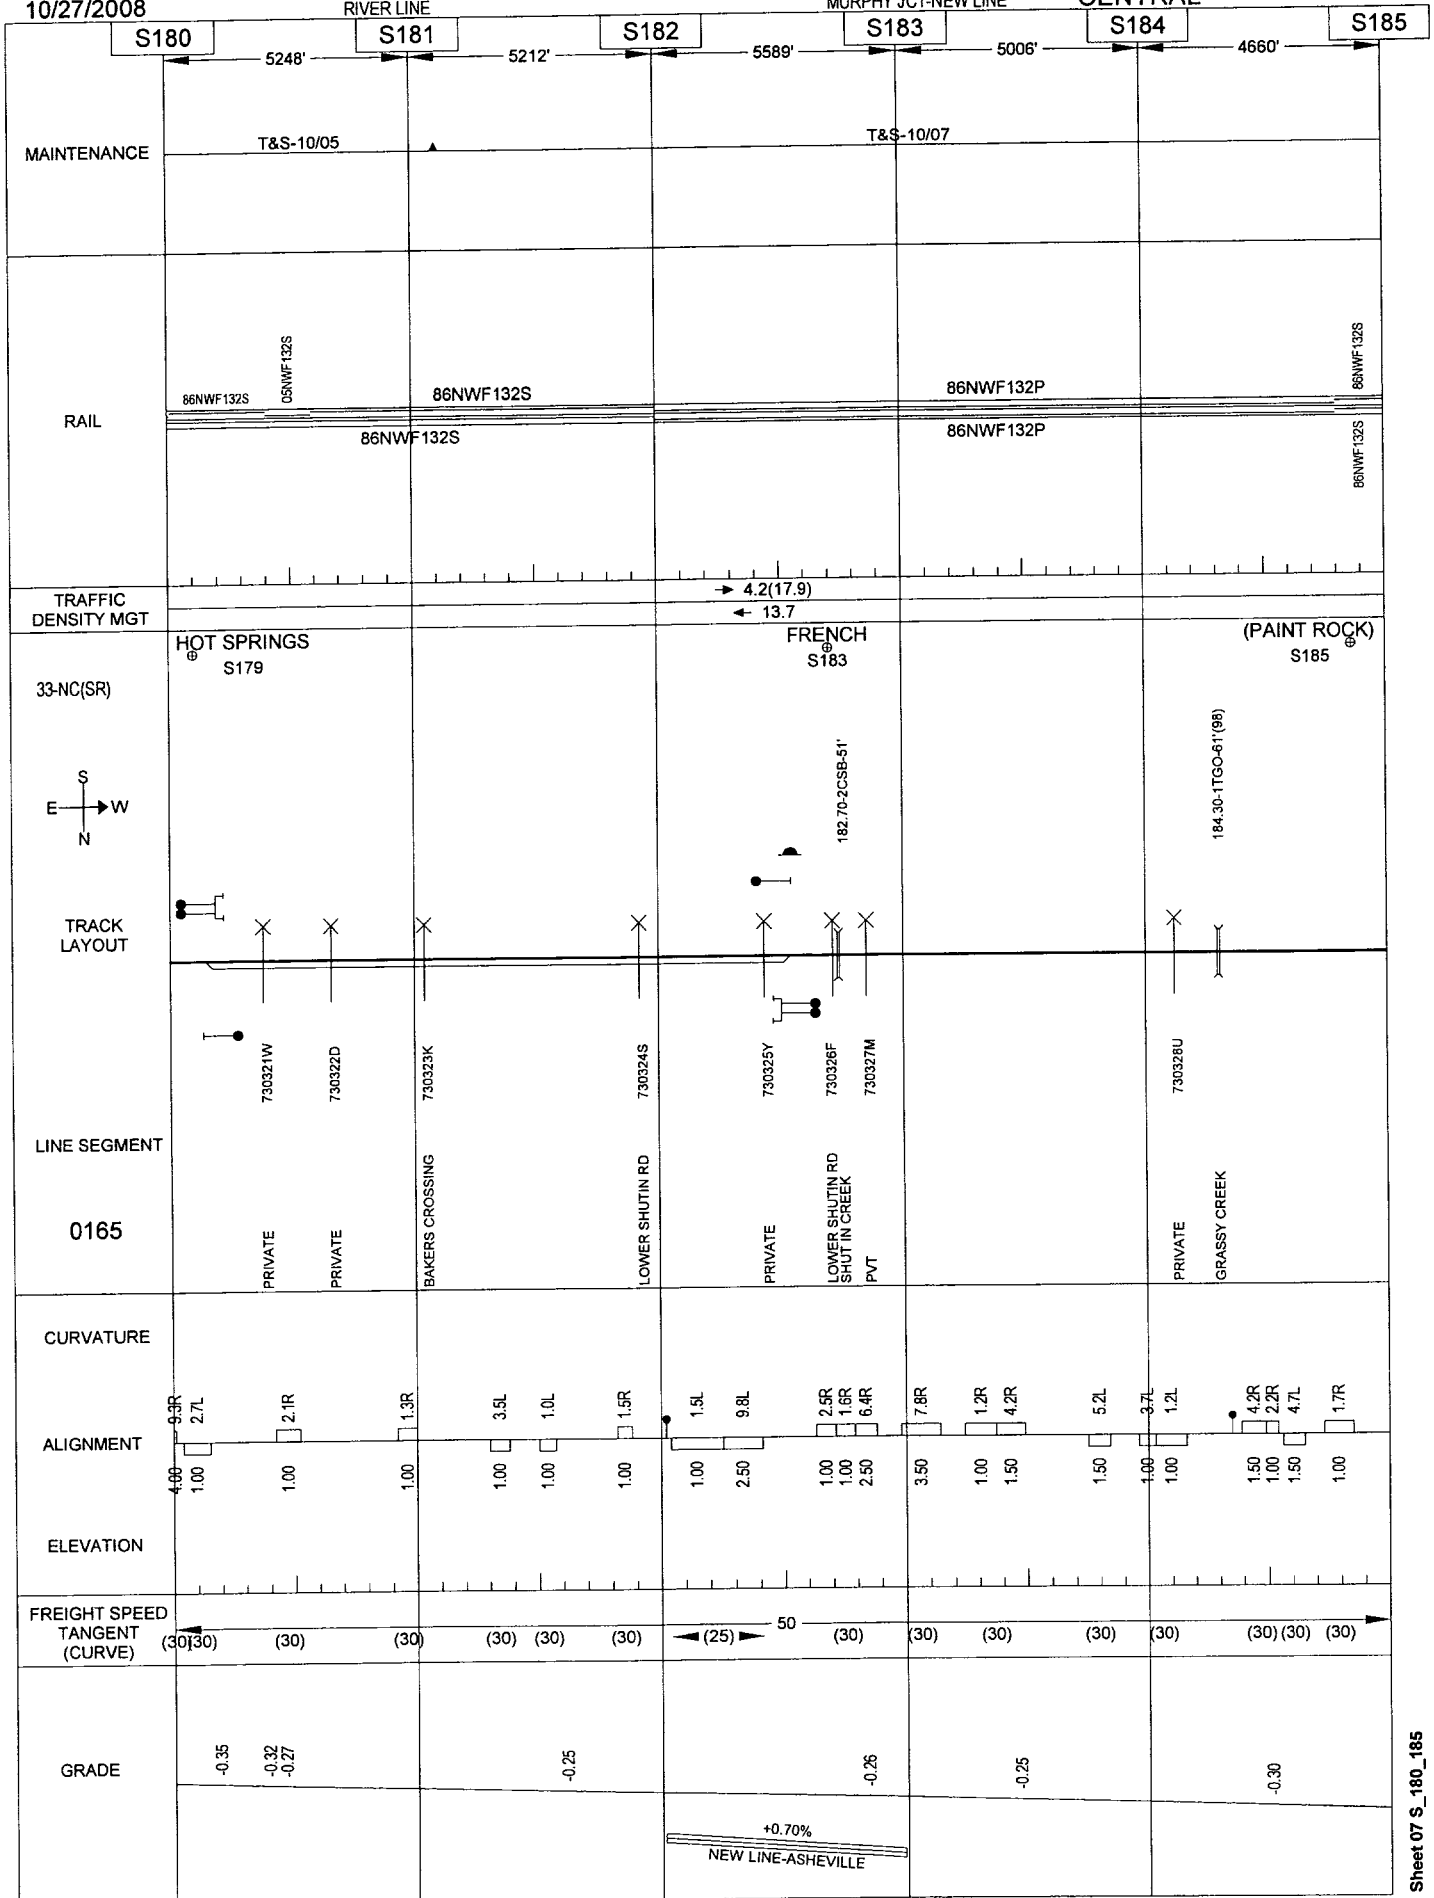 10/27/2008
RIVER LINE
MURPHY JCT-NEW LINE
CENTRAL
S180
S181
S182
S183
S184
S185
5248'
5212'
5589'
5006'
4660'
MAINTENANCE
T&S-10/05
T&S-10/07
RAIL
86NWF132S
05NWF132S
86NWF132S
86NWF132S
86NWF132P
86NWF132P
86NWF132S
86NWF132S
TRAFFIC
DENSITY MGT
4.2(17.9)
13.7
HOT SPRINGS
S179
FRENCH
S183
(PAINT ROCK)
S185
33-NC(SR)
S
E W
N
182.70-2CSB-51'
184.30-1TGO-61'(98)
TRACK
LAYOUT
730321W
730322D
730323K
730324S
730325Y
730326F
730327M
730328U
LINE SEGMENT
0165
PRIVATE
PRIVATE
BAKERS CROSSING
LOWER SHUTIN RD
PRIVATE
LOWER SHUTIN RD
SHUT IN CREEK
PVT
PRIVATE
GRASSY CREEK
CURVATURE
9.3R
2.7L
2.1R
1.3R
3.5L
1.0L
1.5R
1.5L
9.8L
2.5R
1.6R
6.4R
7.8R
1.2R
4.2R
5.2L
3.7L
1.2L
4.2R
2.2R
4.7L
1.7R
ALIGNMENT
4.00
1.00
1.00
1.00
1.00
1.00
1.00
1.00
2.50
1.00
1.00
2.50
3.50
1.00
1.50
1.50
1.00
1.00
1.50
1.00
1.50
1.00
ELEVATION
FREIGHT SPEED
TANGENT
(CURVE)
50
(30)
(30)
(30)
(30)
(30)
(30)
(30)
(25)
(30)
(30)
(30)
(30)
(30)
(30)
(30)
(30)
GRADE
-0.35
-0.32
-0.27
-0.25
-0.26
-0.25
-0.30
+0.70%
NEW LINE-ASHEVILLE
Sheet 07 S_180_185